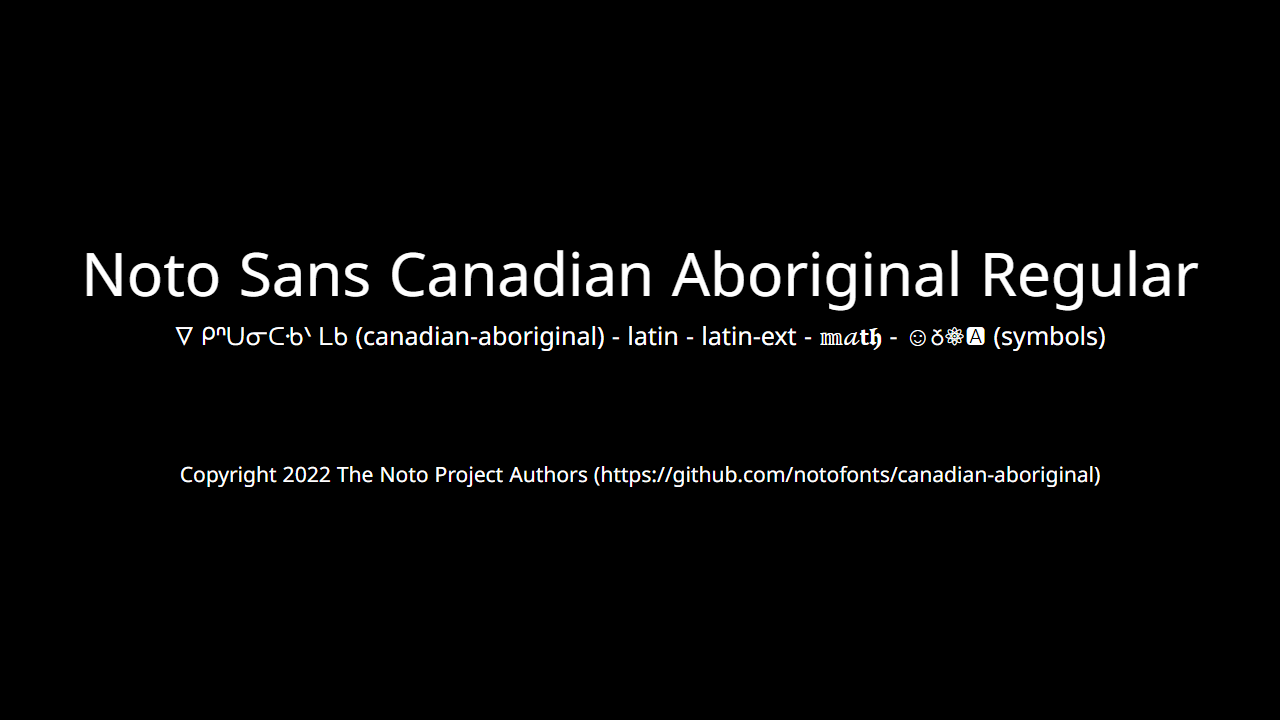 Noto Sans Canadian Aboriginal Regular
ᐁ ᑭᐢᑌᓂᑕᐧᑲᐠ ᒪᑲ (canadian-aboriginal) - latin - latin-ext - 𝕞𝒶𝐭𝖍 - ☺⛣⚛🅰 (symbols)
Copyright 2022 The Noto Project Authors (https://github.com/notofonts/canadian-aboriginal)